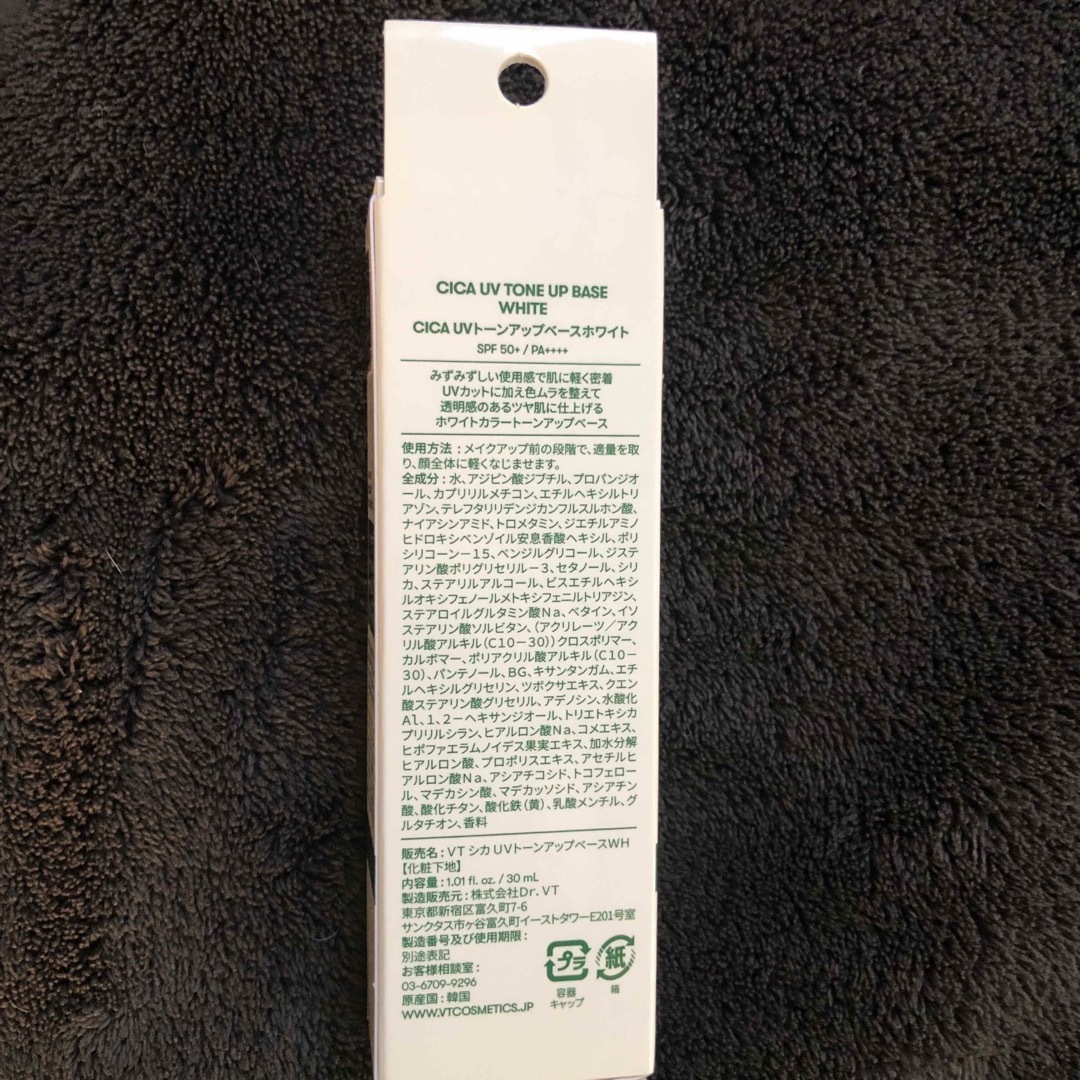 CICA UV TONE UP BASE
WHITE
CICA UVトーンアップベースホワイト
SPF 50+ / PA++++
みずみずしい使用感で肌に軽く密着
UVカットに加え色ムラを整えて
透明感のあるツヤ肌に仕上げる
ホワイトカラートーンアップベース
使用方法 : メイクアップ前の段階で、適量を取
り、顔全体に軽くなじませます。
全成分 : 水、アジピン酸ジブチル、プロパンジオ
ール、カプリリルメチコン、エチルヘキシルトリ
アゾン、テレフタリリデンジカンフルスルホン酸、
ナイアシンアミド、トロメタミン、ジエチルアミノ
ヒドロキシベンゾイル安息香酸ヘキシル、ポリ
シリコーン－15、ベンジルグリコール、ジステ
アリン酸ポリグリセリル－3、セタノール、シリ
カ、ステアリルアルコール、ビスエチルヘキシ
ルオキシフェノールメトキシフェニルトリアジン、
ステアロイルグルタミン酸Na、ベタイン、イソ
ステアリン酸ソルビタン、(アクリレーツ／アク
リル酸アルキル(C10－30))クロスポリマー、
カルボマー、ポリアクリル酸アルキル(C10－
30)、パンテノール、BG、キサンタンガム、エチ
ルヘキシルグリセリン、ツボクサエキス、クエン
酸ステアリン酸グリセリル、アデノシン、水酸化
Al、1、2－ヘキサンジオール、トリエトキシカ
プリリルシラン、ヒアルロン酸Na、コメエキス、
ヒポファエラムノイデス果実エキス、加水分解
ヒアルロン酸、プロポリスエキス、アセチルヒ
アルロン酸Na、アシアチコシド、トコフェロー
ル、マデカシン酸、マデカッソシド、アシアチン
酸、酸化チタン、酸化鉄(黄)、乳酸メンチル、グ
ルタチオン、香料
販売名 : VT シカ UVトーンアップベースWH
【化粧下地】
内容量 : 1.01 fl. oz. / 30 mL
製造販売元 : 株式会社Dr. VT
東京都新宿区富久町7-6
サンクタス市ヶ谷富久町イーストタワーE201号室
製造番号及び使用期限 :
別途表記
お客様相談室 :
03-6709-9296
原産国 : 韓国
WWW.VTCOSMETICS.JP
プラ
容器
キャップ
紙
箱